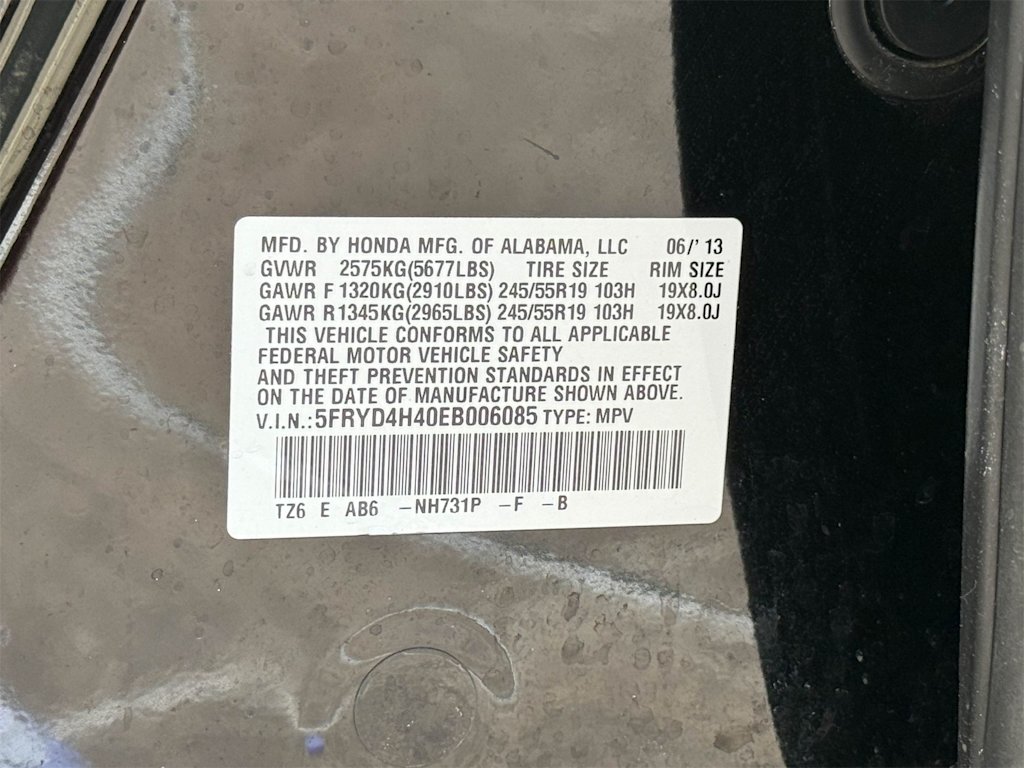 MFD. BY HONDA MFG. OF ALABAMA, LLC 06/'13
GVWR 2575KG(5677LBS) TIRE SIZE RIM SIZE
GAWR F 1320KG(2910LBS) 245/55R19 103H 19X8.0J
GAWR R1345KG(2965LBS) 245/55R19 103H 19X8.0J
THIS VEHICLE CONFORMS TO ALL APPLICABLE
FEDERAL MOTOR VEHICLE SAFETY
AND THEFT PREVENTION STANDARDS IN EFFECT
ON THE DATE OF MANUFACTURE SHOWN ABOVE.
V.I.N.:5FRYD4H40EB006085 TYPE: MPV
TZ6 E AB6 –NH731P –F –B